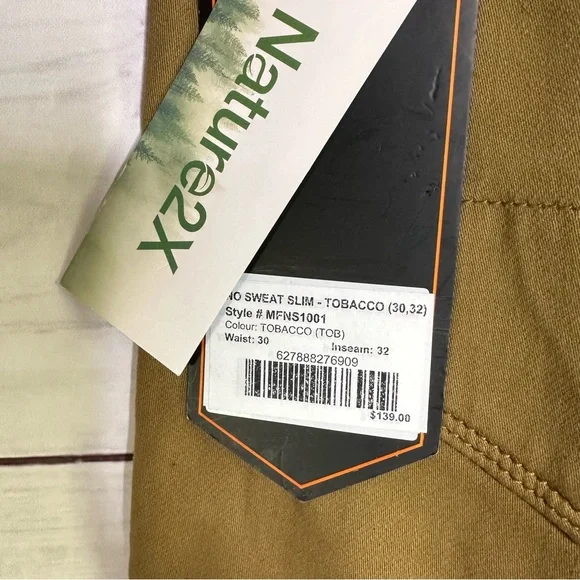 Nature2X
NO SWEAT SLIM - TOBACCO (30,32)
Style # MFNS1001
Colour: TOBACCO (TOB)
Waist: 30 Inseam: 32
627888276909
$139.00